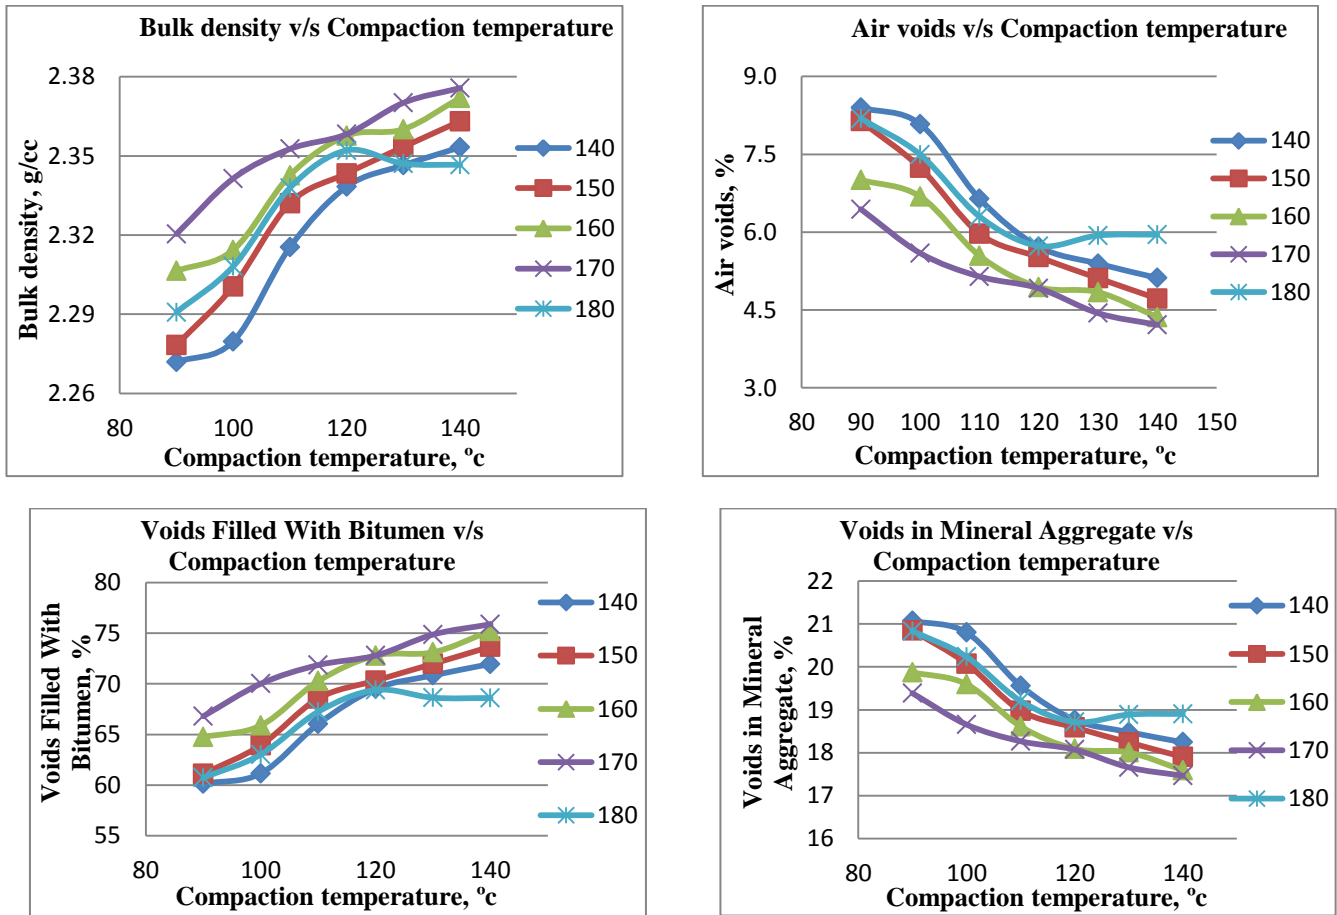 Bulk density v/s Compaction temperature
2.38
2.35
2.32
2.29
2.26
Bulk density, g/cc
80 100 120 140
Compaction temperature, ºc
140
150
160
170
180
Air voids v/s Compaction temperature
9.0
7.5
6.0
4.5
3.0
Air voids, %
80 90 100 110 120 130 140 150
Compaction temperature, ºc
140
150
160
170
180
Voids Filled With Bitumen v/s
Compaction temperature
80
75
70
65
60
55
Voids Filled With
Bitumen, %
80 100 120 140
Compaction temperature, ºc
140
150
160
170
180
Voids in Mineral Aggregate v/s
Compaction temperature
22
21
20
19
18
17
16
Voids in Mineral
Aggregate, %
80 100 120 140
Compaction temperature, ºc
140
150
160
170
180